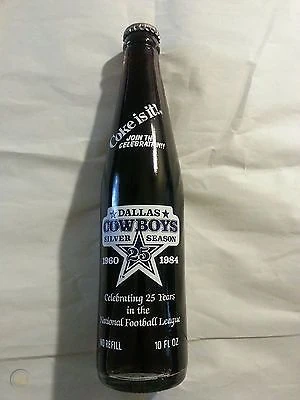 Coke is it!
JOIN THE
CELEBRATION!!
DALLAS
COWBOYS
SILVER SEASON
25
1960 1984
Celebrating 25 Years
in the
National Football League
NO REFILL 10 FL OZ